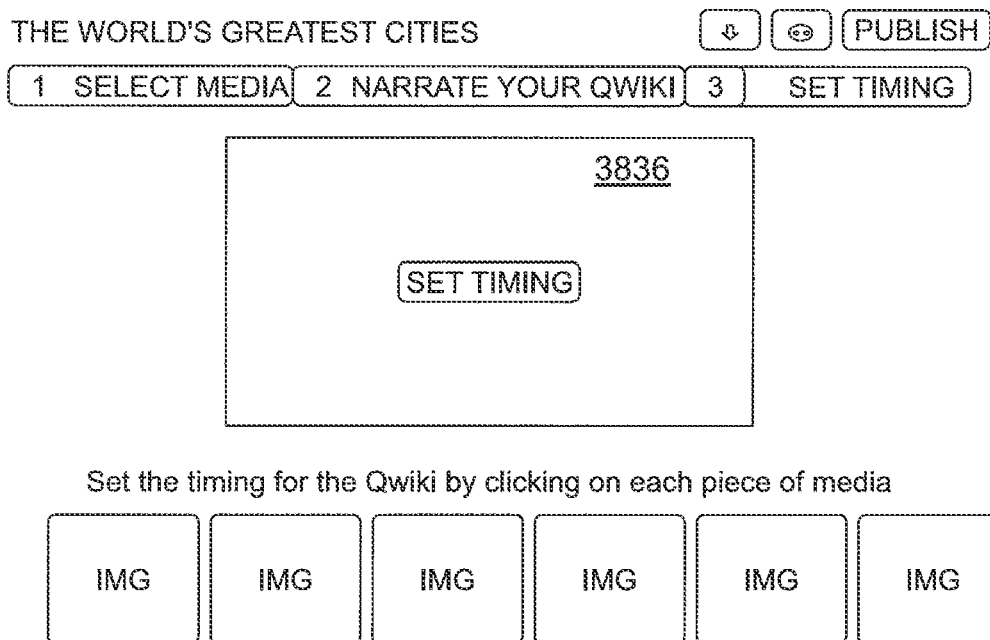 THE WORLD'S GREATEST CITIES PUBLISH
1 SELECT MEDIA 2 NARRATE YOUR QWIKI 3 SET TIMING
3836
SET TIMING
Set the timing for the Qwiki by clicking on each piece of media
IMG IMG IMG IMG IMG IMG